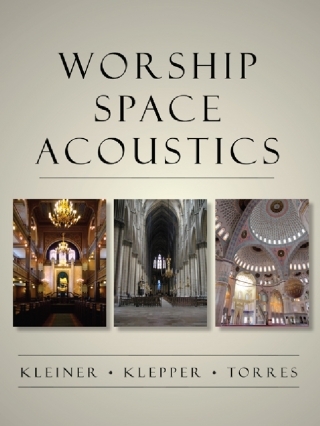 WORSHIP
SPACE
ACOUSTICS
KLEINER • KLEPPER • TORRES